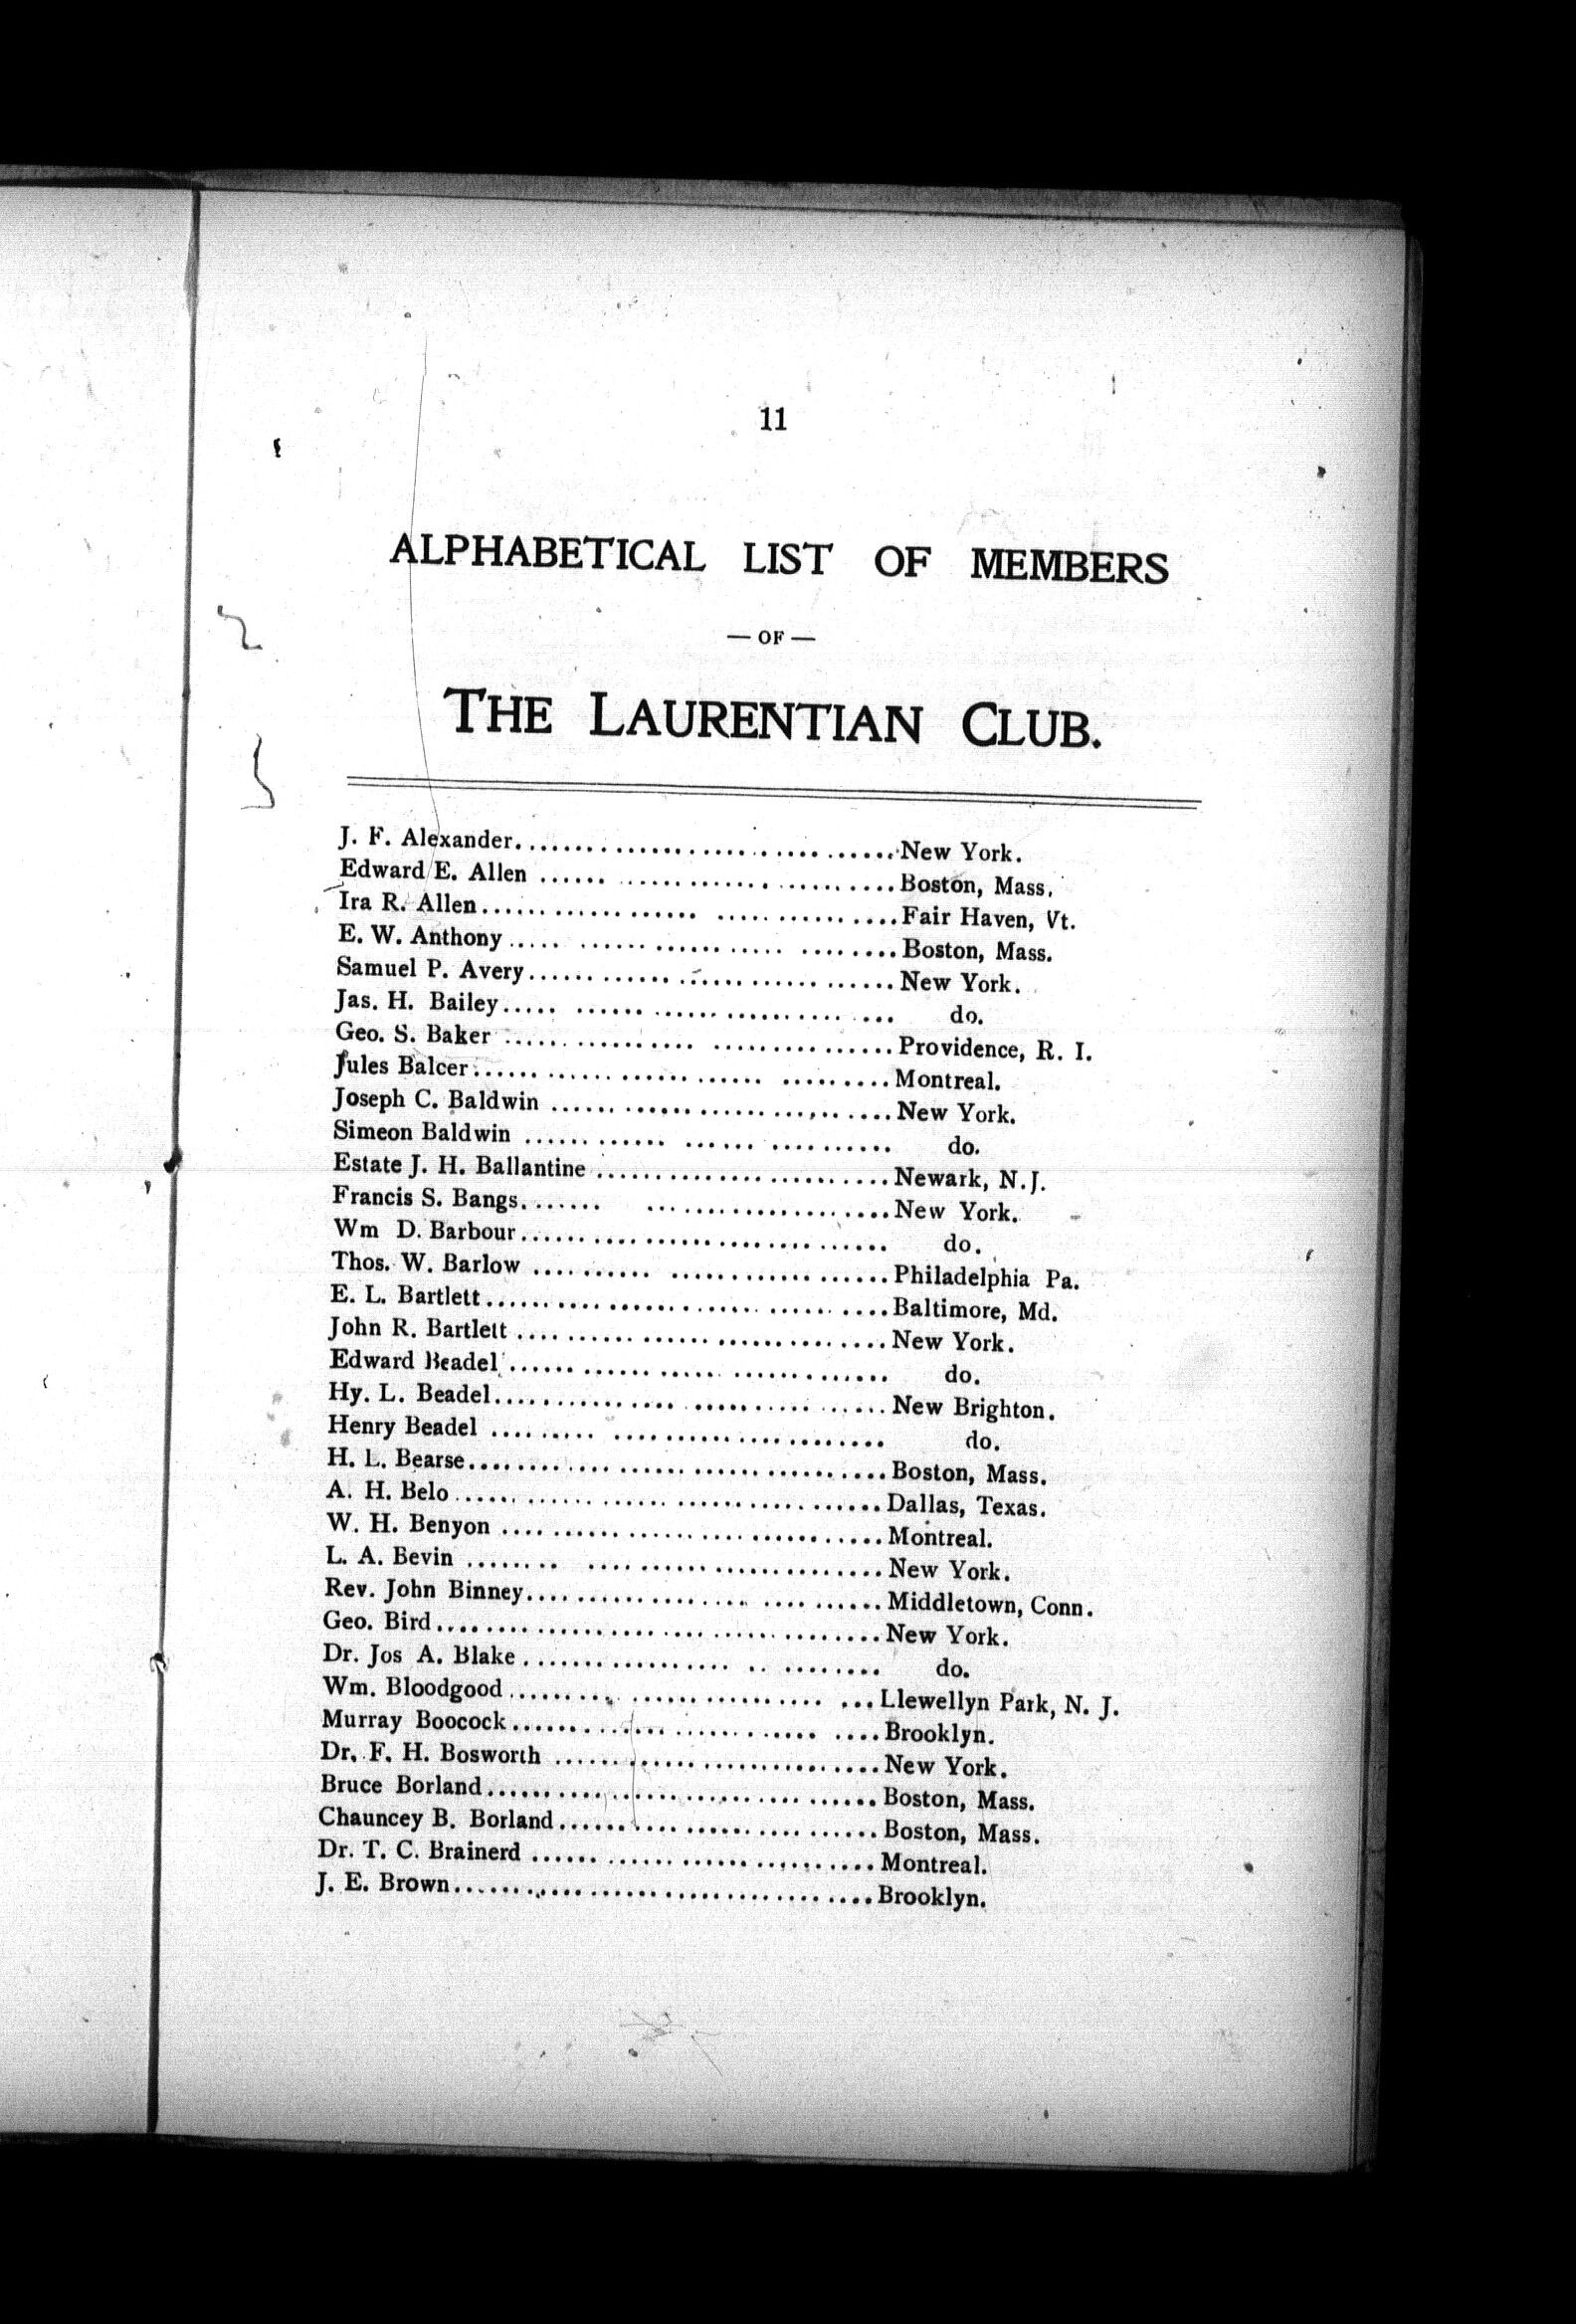 11
ALPHABETICAL LIST OF MEMBERS
— OF —
THE LAURENTIAN CLUB.
J. F. Alexander. New York.
Edward E. Allen Boston, Mass.
Ira R. Allen Fair Haven, Vt.
E. W. Anthony Boston, Mass.
Samuel P. Avery New York.
Jas. H. Bailey do.
Geo. S. Baker Providence, R. I.
Jules Balcer Montreal.
Joseph C. Baldwin New York.
Simeon Baldwin do.
Estate J. H. Ballantine Newark, N.J.
Francis S. Bangs New York.
Wm D. Barbour do.
Thos. W. Barlow Philadelphia Pa.
E. L. Bartlett Baltimore, Md.
John R. Bartlett New York.
Edward Beadel do.
Hy. L. Beadel New Brighton.
Henry Beadel do.
H. L. Bearse Boston, Mass.
A. H. Belo Dallas, Texas.
W. H. Benyon Montreal.
L. A. Bevin New York.
Rev. John Binney Middletown, Conn.
Geo. Bird New York.
Dr. Jos A. Blake do.
Wm. Bloodgood Llewellyn Park, N. J.
Murray Boocock Brooklyn.
Dr. F. H. Bosworth New York.
Bruce Borland Boston, Mass.
Chauncey B. Borland Boston, Mass.
Dr. T. C. Brainerd Montreal.
J. E. Brown Brooklyn.